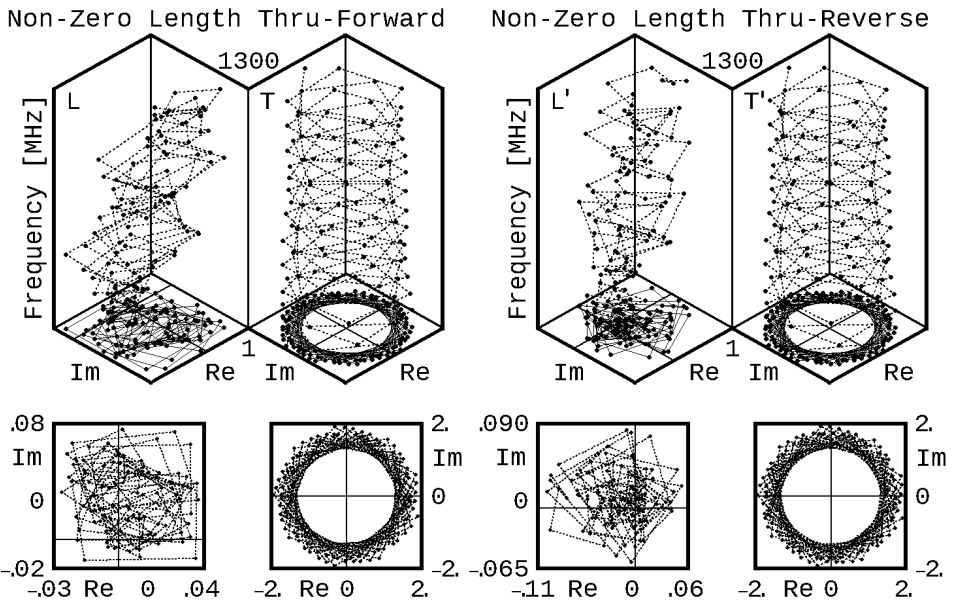 Non-Zero Length Thru-Forward
Non-Zero Length Thru-Reverse
1300
1300
L
T
L'
T'
Frequency [MHz]
Frequency [MHz]
1
1
Im
Re
Im
Re
Im
Re
Im
Re
.08
2.
.090
2.
Im
Im
Im
Im
0
0
0
0
-.02
-2.
-.065
-2.
-.03 Re 0 .04
-2. Re 0 2.
-.11 Re 0 .06
-2. Re 0 2.